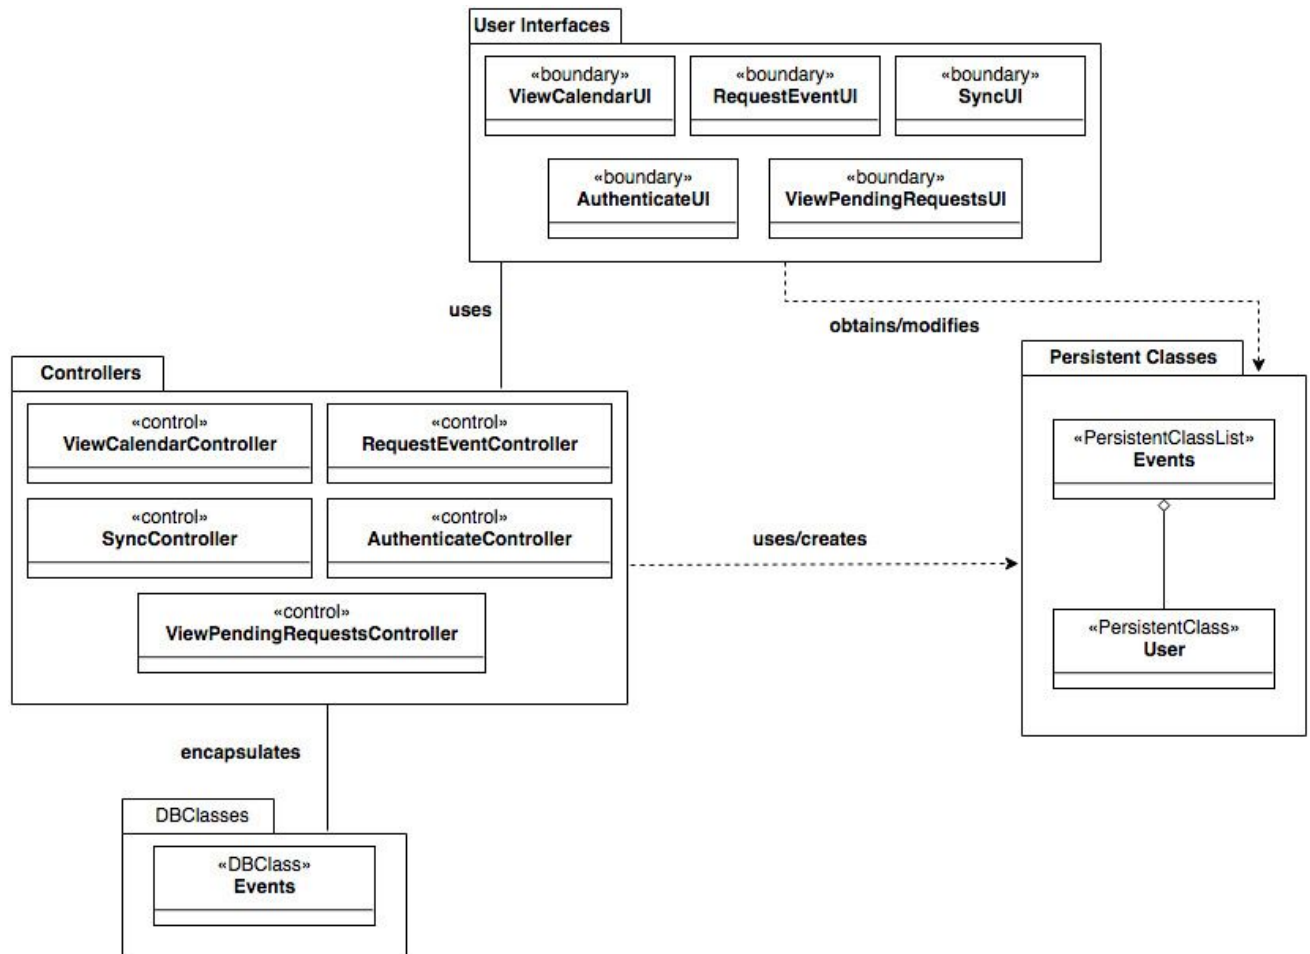 User Interfaces
«boundary»
ViewCalendarUI
«boundary»
RequestEventUI
«boundary»
SyncUI
«boundary»
AuthenticateUI
«boundary»
ViewPendingRequestsUI
uses
obtains/modifies
Controllers
«control»
ViewCalendarController
«control»
RequestEventController
«control»
SyncController
«control»
AuthenticateController
«control»
ViewPendingRequestsController
uses/creates
Persistent Classes
«PersistentClassList»
Events
«PersistentClass»
User
encapsulates
DBClasses
«DBClass»
Events